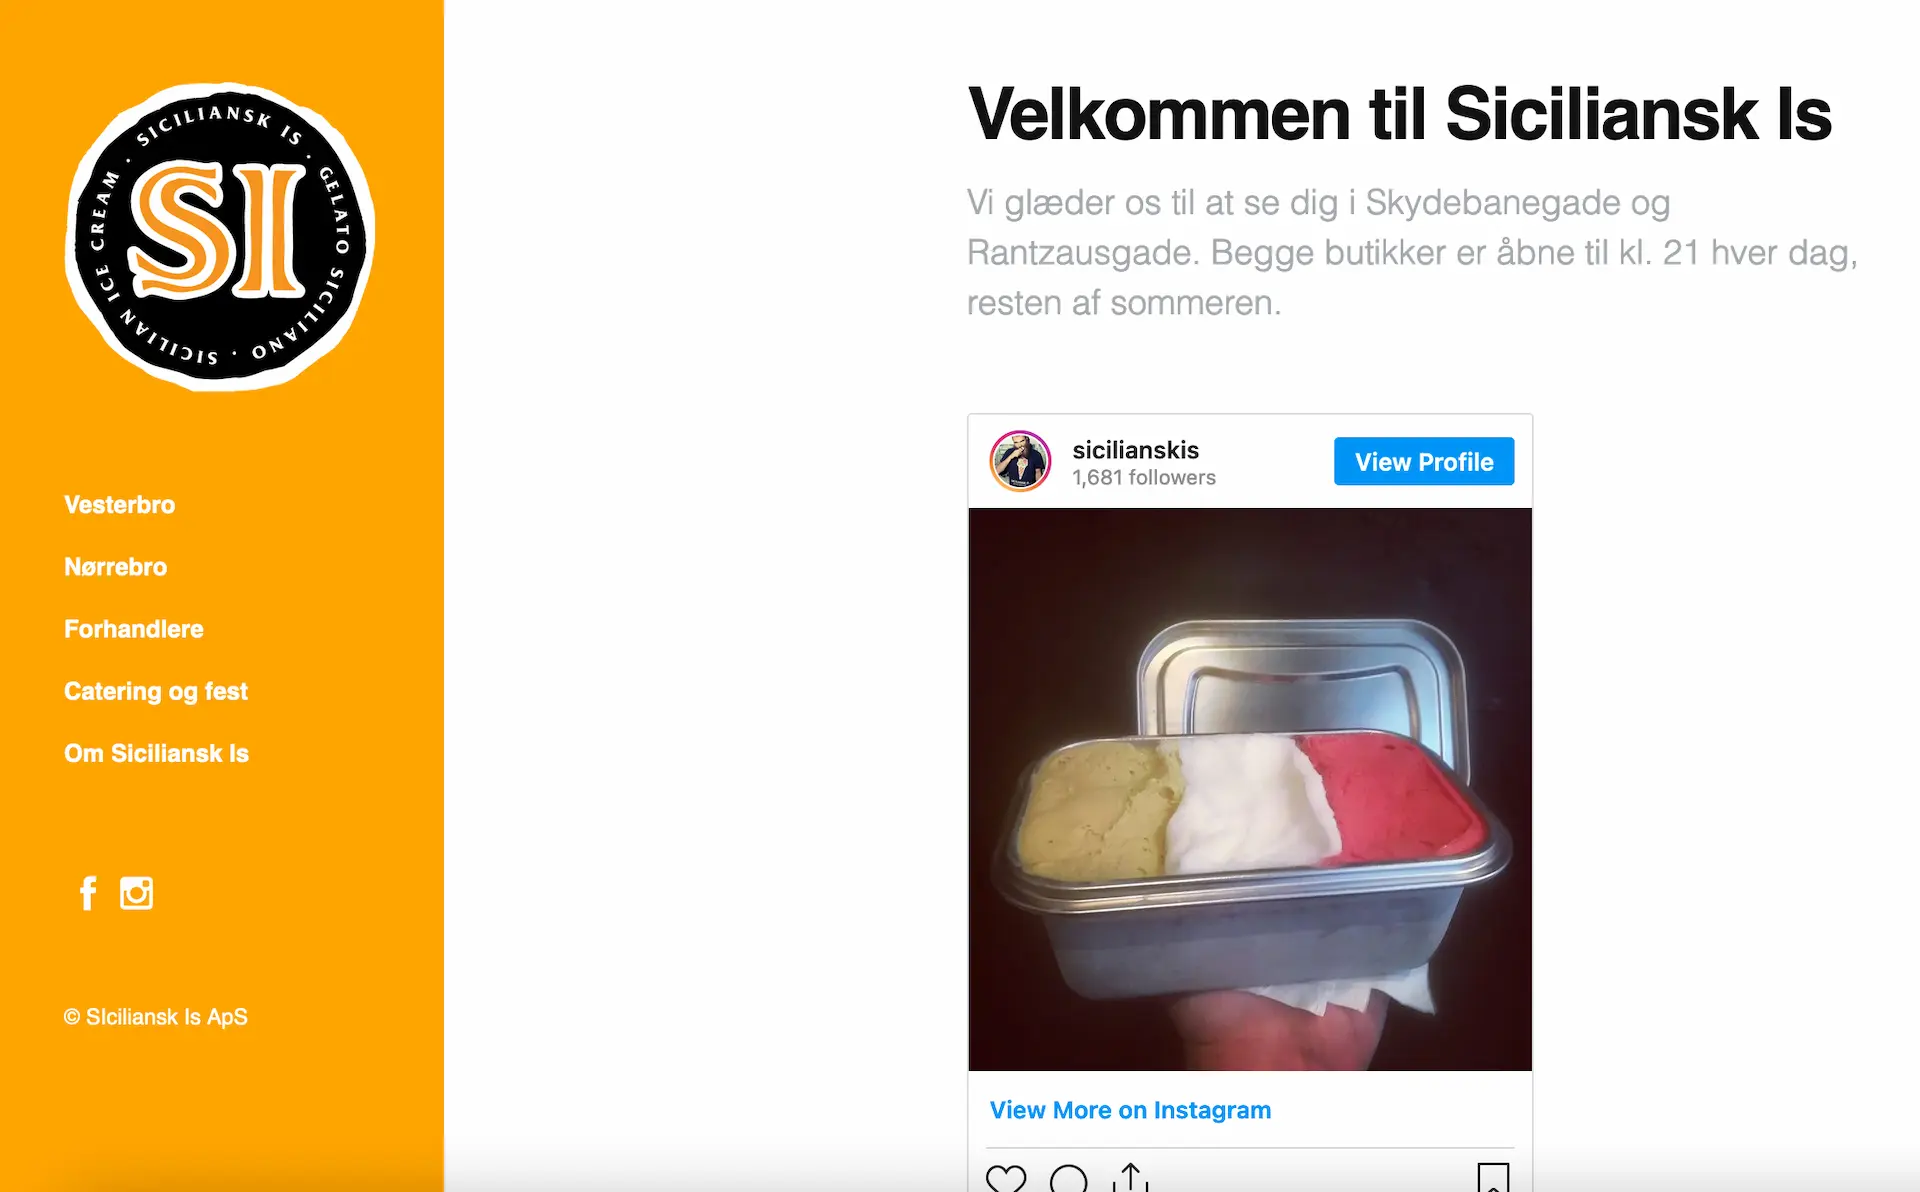 SICILIANSK IS · GELATO SICILIANO · SICILIAN ICE CREAM ·
SI
Vesterbro
Nørrebro
Forhandlere
Catering og fest
Om Siciliansk Is
© SIciliansk Is ApS
Velkommen til Siciliansk Is
Vi glæder os til at se dig i Skydebanegade og
Rantzausgade. Begge butikker er åbne til kl. 21 hver dag,
resten af sommeren.
sicilianskis
1,681 followers
View Profile
View More on Instagram